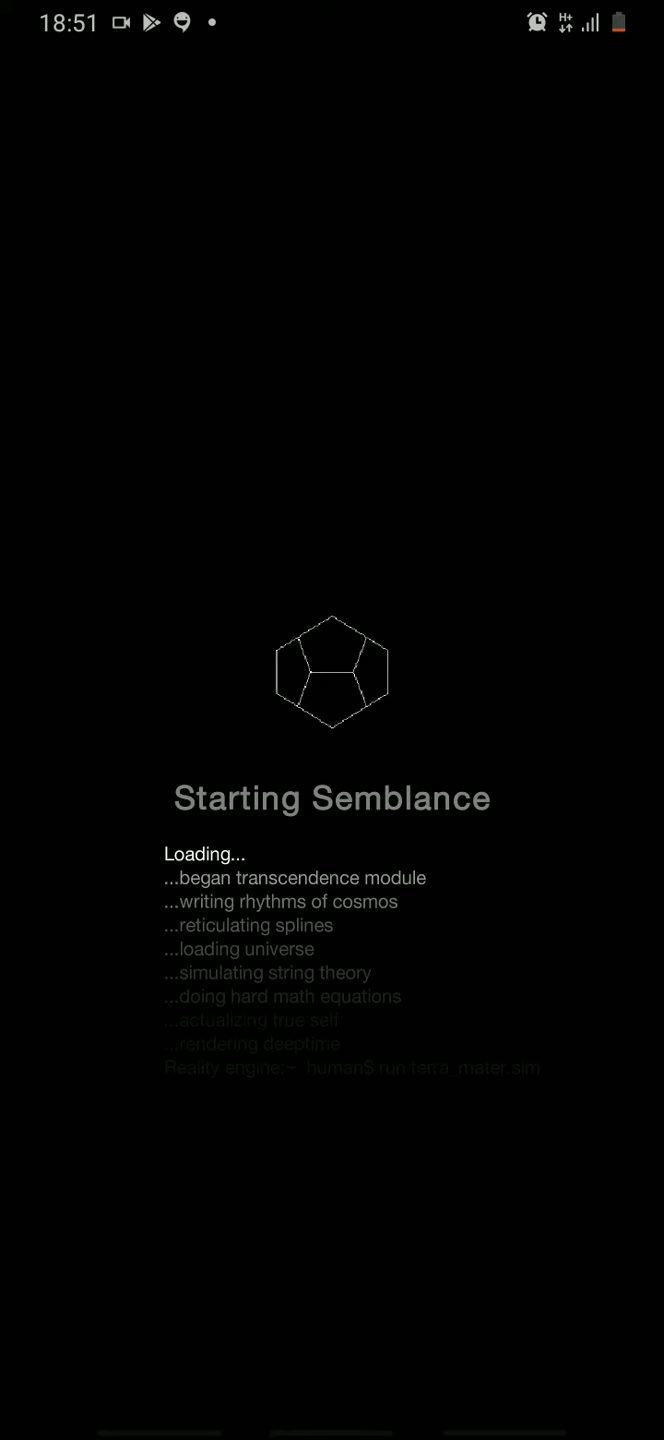 18:51
H+
Starting Semblance
Loading...
...began transcendence module
...writing rhythms of cosmos
...reticulating splines
...loading universe
...simulating string theory
...doing hard math equations
...actualizing true self
...rendering deeptime
Reality engine:~ human$ run terra_mater.sim